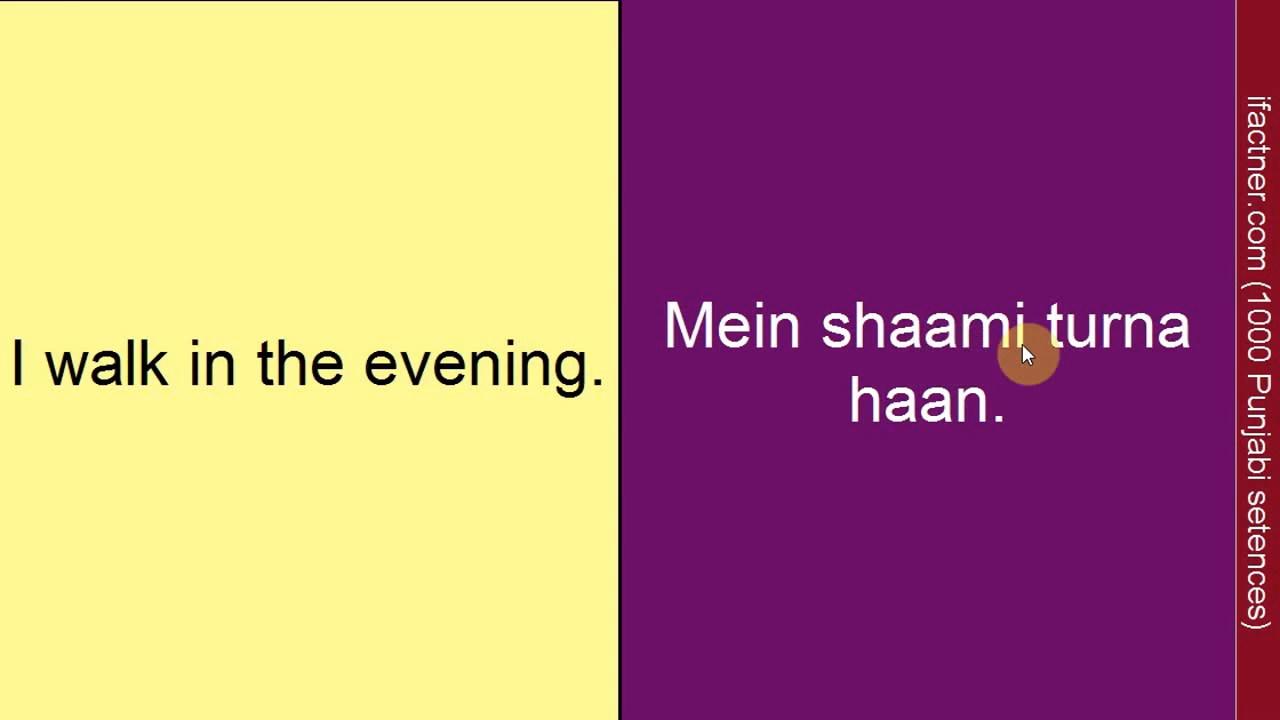 I walk in the evening.
Mein shaami turna
haan.
ifactner.com (1000 Punjabi setences)